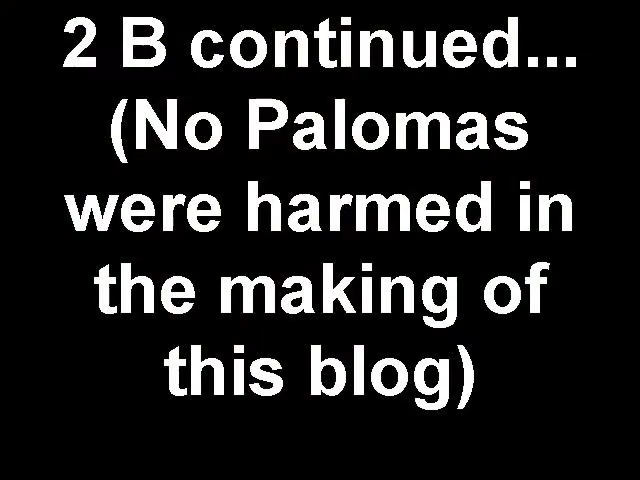 2 B continued...
(No Palomas
were harmed in
the making of
this blog)